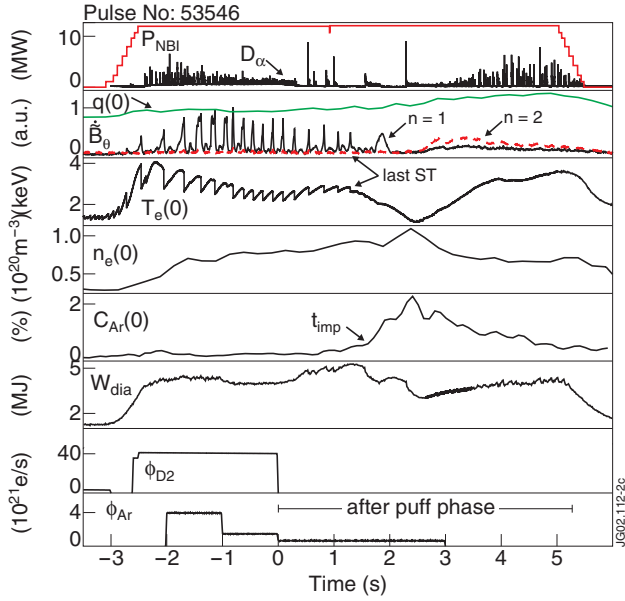 Pulse No: 53546
10
P_NBI
D_α
0
(MW)
q(0)
1
n = 1
n = 2
Ḃ̃_θ
0
(a.u.)
4
last ST
2
T_e(0)
(keV)
1.0
n_e(0)
0.5
(10^20 m^−3)
2
t_imp
C_Ar(0)
0
(%)
5
W_dia
2
(MJ)
40
ϕ_D2
0
(10^21 e/s)
ϕ_Ar
4
after puff phase
0
−3 −2 −1 0 1 2 3 4 5
Time (s)
JG02.112-2c